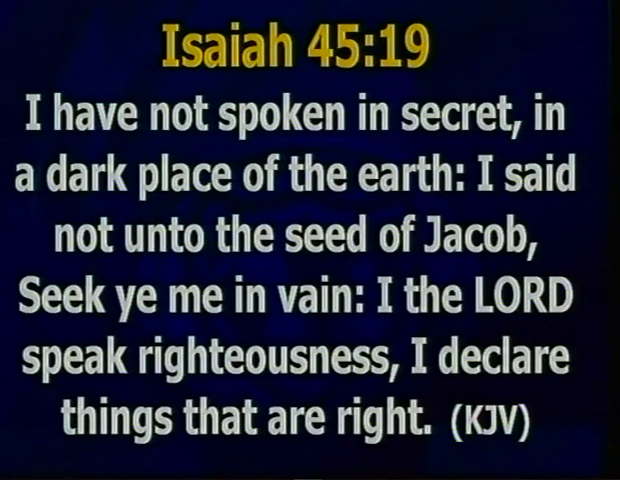 Isaiah 45:19
I have not spoken in secret, in
a dark place of the earth: I said
not unto the seed of Jacob,
Seek ye me in vain: I the LORD
speak righteousness, I declare
things that are right. (KJV)